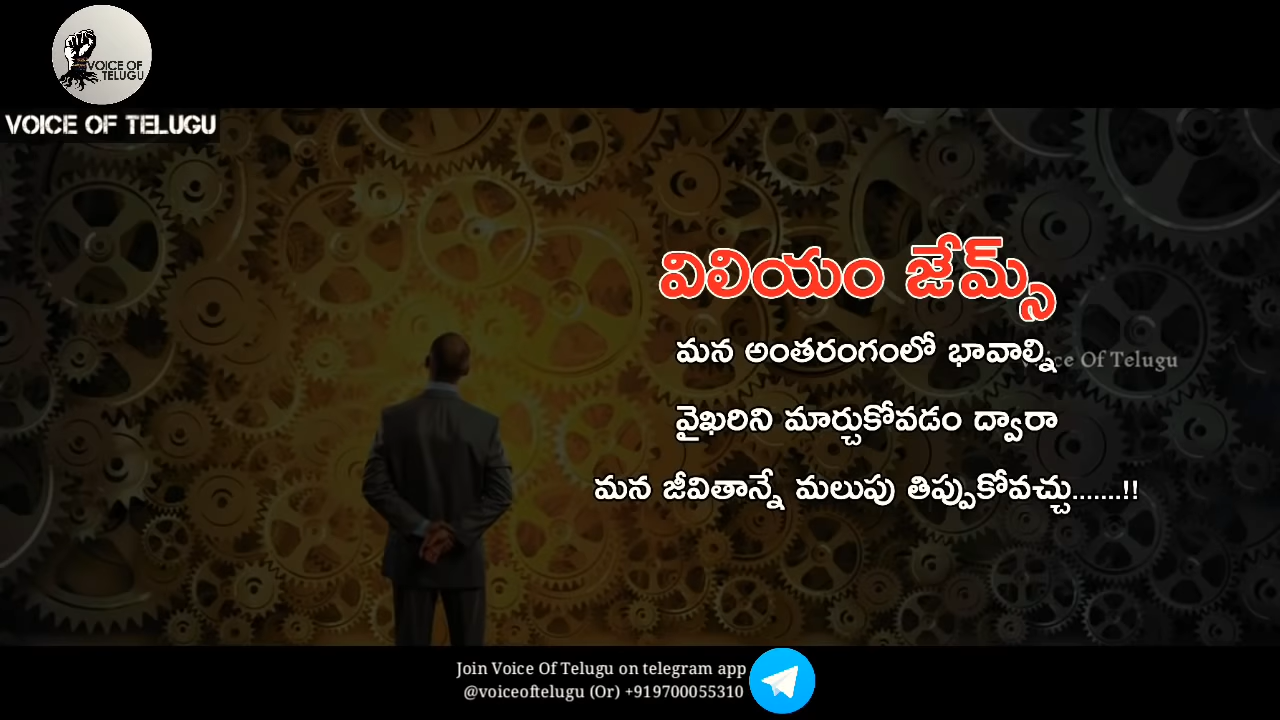 VOICE OF
TELUGU
VOICE OF TELUGU
విలియం జేమ్స్
మన అంతరంగంలో భావాల్ని
Voice Of Telugu
వైఖరిని మార్చుకోవడం ద్వారా
మన జీవితాన్నే మలుపు తిప్పుకోవచ్చు.......!!
Join Voice Of Telugu on telegram app
@voiceoftelugu (Or) +919700055310